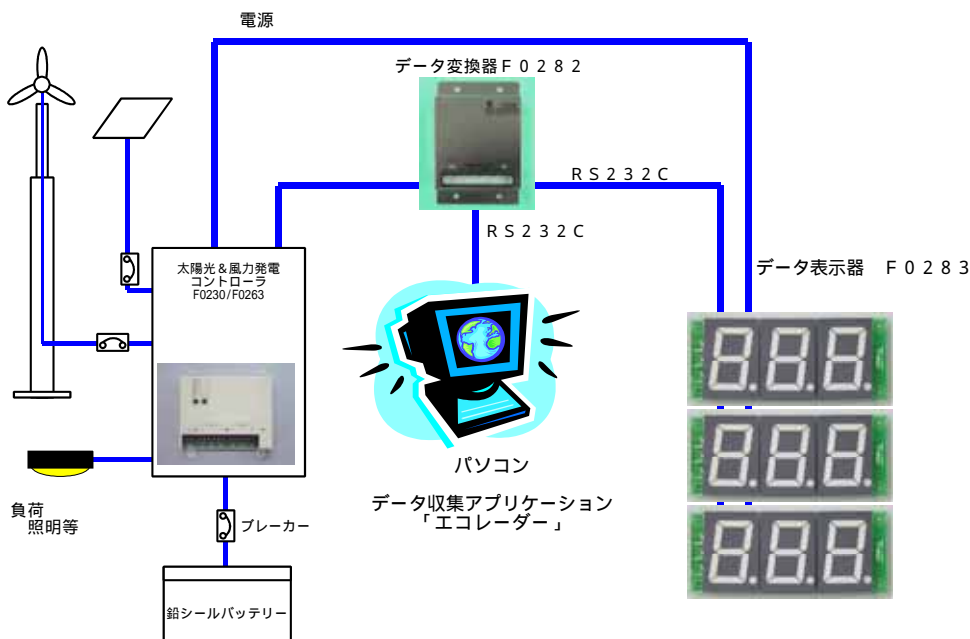 電源
データ変換器F0282
RS232C
RS232C
太陽光&風力発電
コントローラ
F0230/F0263
データ表示器 F0283
パソコン
データ収集アプリケーション
「エコレーダー」
負荷
照明等
ブレーカー
鉛シールバッテリー